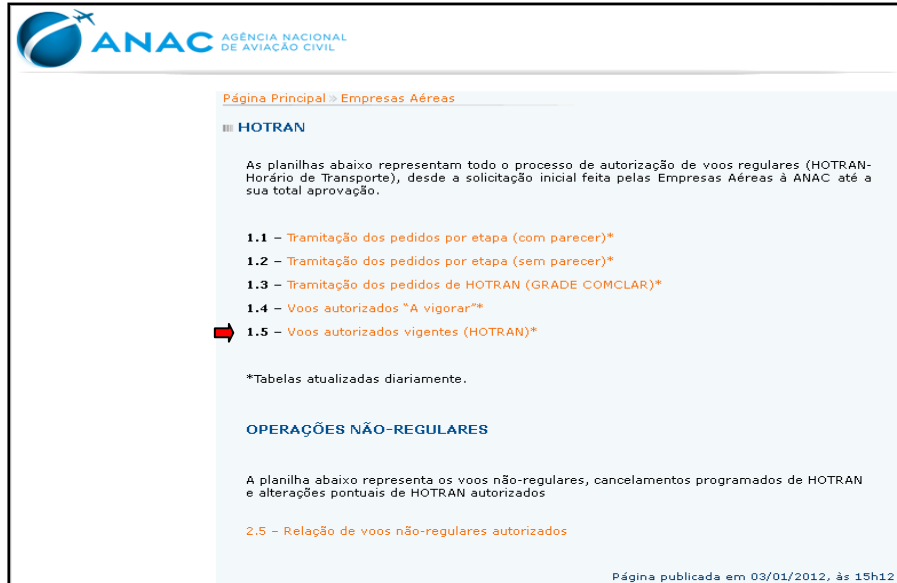 ANAC AGÊNCIA NACIONAL
DE AVIAÇÃO CIVIL
Página Principal » Empresas Aéreas
HOTRAN
As planilhas abaixo representam todo o processo de autorização de voos regulares (HOTRAN-
Horário de Transporte), desde a solicitação inicial feita pelas Empresas Aéreas à ANAC até a
sua total aprovação.
1.1 – Tramitação dos pedidos por etapa (com parecer)*
1.2 – Tramitação dos pedidos por etapa (sem parecer)*
1.3 – Tramitação dos pedidos de HOTRAN (GRADE COMCLAR)*
1.4 – Voos autorizados "A vigorar"*
1.5 – Voos autorizados vigentes (HOTRAN)*
*Tabelas atualizadas diariamente.
OPERAÇÕES NÃO-REGULARES
A planilha abaixo representa os voos não-regulares, cancelamentos programados de HOTRAN
e alterações pontuais de HOTRAN autorizados
2.5 – Relação de voos não-regulares autorizados
Página publicada em 03/01/2012, às 15h12